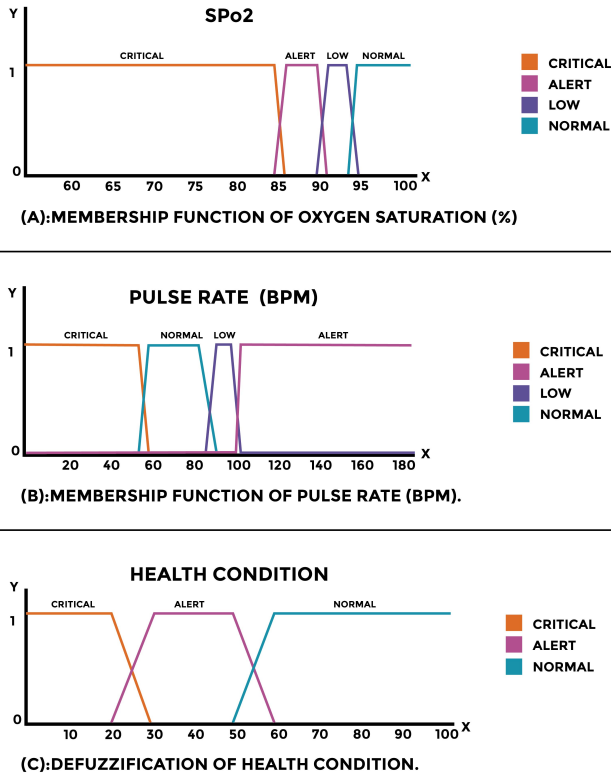 Y
SPo2
CRITICAL ALERT LOW NORMAL
1
0
60 65 70 75 80 85 90 95 100 X
CRITICAL
ALERT
LOW
NORMAL
(A):MEMBERSHIP FUNCTION OF OXYGEN SATURATION (%)
Y
PULSE RATE (BPM)
CRITICAL NORMAL LOW ALERT
1
0
20 40 60 80 100 120 140 160 180 X
CRITICAL
ALERT
LOW
NORMAL
(B):MEMBERSHIP FUNCTION OF PULSE RATE (BPM).
Y
HEALTH CONDITION
CRITICAL ALERT NORMAL
1
0
10 20 30 40 50 60 70 80 90 100 X
CRITICAL
ALERT
NORMAL
(C):DEFUZZIFICATION OF HEALTH CONDITION.